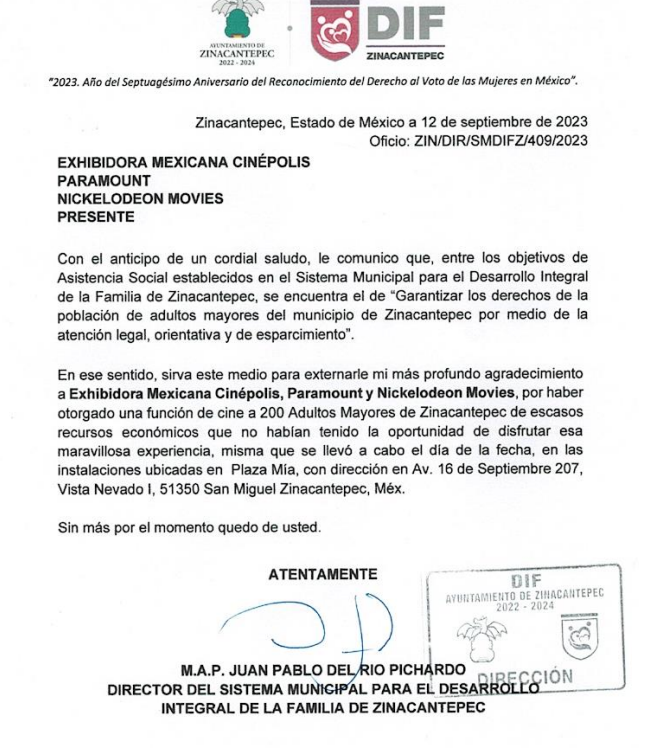 AYUNTAMIENTO DE
ZINACANTEPEC
2022 - 2024
DIF
ZINACANTEPEC
"2023. Año del Septuagésimo Aniversario del Reconocimiento del Derecho al Voto de las Mujeres en México".
Zinacantepec, Estado de México a 12 de septiembre de 2023
Oficio: ZIN/DIR/SMDIFZ/409/2023
EXHIBIDORA MEXICANA CINÉPOLIS
PARAMOUNT
NICKELODEON MOVIES
PRESENTE
Con el anticipo de un cordial saludo, le comunico que, entre los objetivos de
Asistencia Social establecidos en el Sistema Municipal para el Desarrollo Integral
de la Familia de Zinacantepec, se encuentra el de “Garantizar los derechos de la
población de adultos mayores del municipio de Zinacantepec por medio de la
atención legal, orientativa y de esparcimiento”.
En ese sentido, sirva este medio para externarle mi más profundo agradecimiento
a Exhibidora Mexicana Cinépolis, Paramount y Nickelodeon Movies, por haber
otorgado una función de cine a 200 Adultos Mayores de Zinacantepec de escasos
recursos económicos que no habían tenido la oportunidad de disfrutar esa
maravillosa experiencia, misma que se llevó a cabo el día de la fecha, en las
instalaciones ubicadas en Plaza Mía, con dirección en Av. 16 de Septiembre 207,
Vista Nevado I, 51350 San Miguel Zinacantepec, Méx.
Sin más por el momento quedo de usted.
ATENTAMENTE
DIF
AYUNTAMIENTO DE ZINACANTEPEC
2022 - 2024
DIRECCIÓN
M.A.P. JUAN PABLO DEL RIO PICHARDO
DIRECTOR DEL SISTEMA MUNICIPAL PARA EL DESARROLLO
INTEGRAL DE LA FAMILIA DE ZINACANTEPEC